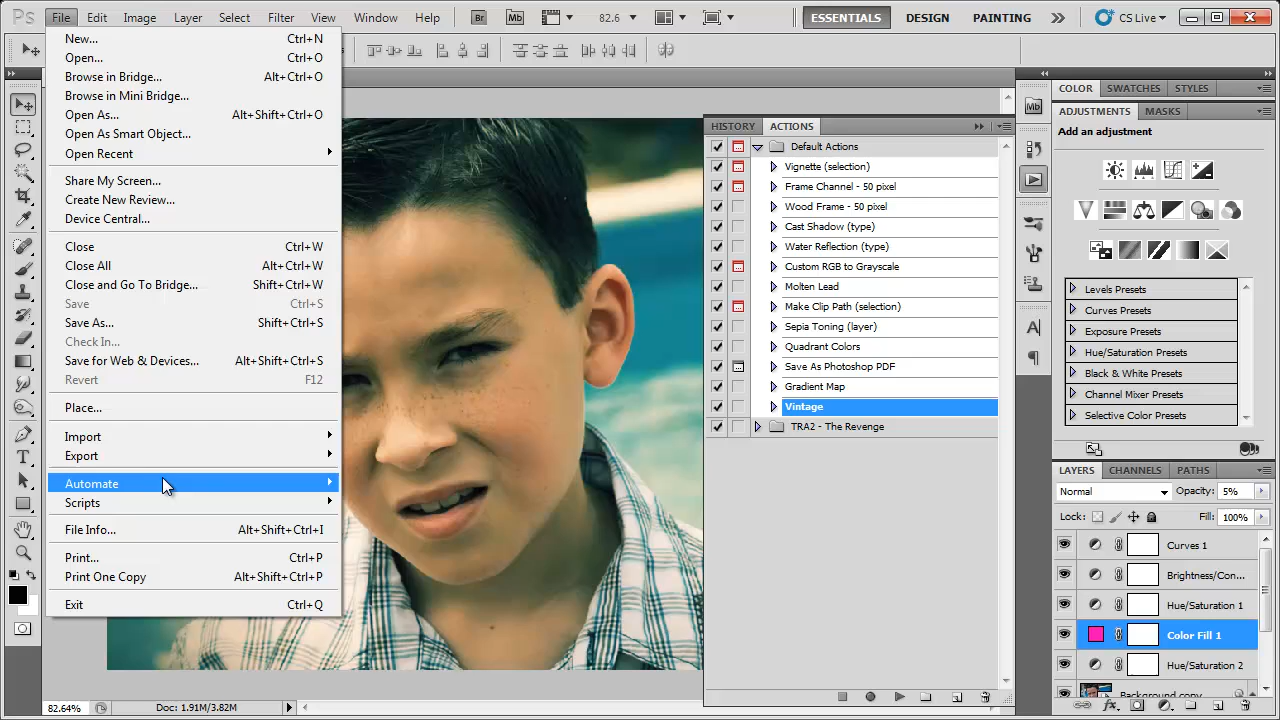 Ps File Edit Image Layer Select Filter View Window Help Br Mb 82.6 ESSENTIALS DESIGN PAINTING CS Live
New... Ctrl+N
Open... Ctrl+O
Browse in Bridge... Alt+Ctrl+O
Browse in Mini Bridge...
Open As... Alt+Shift+Ctrl+O
Open As Smart Object...
Open Recent
Share My Screen...
Create New Review...
Device Central...
Close Ctrl+W
Close All Alt+Ctrl+W
Close and Go To Bridge... Shift+Ctrl+W
Save Ctrl+S
Save As... Shift+Ctrl+S
Check In...
Save for Web & Devices... Alt+Shift+Ctrl+S
Revert F12
Place...
Import
Export
Automate
Scripts
File Info... Alt+Shift+Ctrl+I
Print... Ctrl+P
Print One Copy Alt+Shift+Ctrl+P
Exit Ctrl+Q
HISTORY ACTIONS
Default Actions
Vignette (selection)
Frame Channel - 50 pixel
Wood Frame - 50 pixel
Cast Shadow (type)
Water Reflection (type)
Custom RGB to Grayscale
Molten Lead
Make Clip Path (selection)
Sepia Toning (layer)
Quadrant Colors
Save As Photoshop PDF
Gradient Map
Vintage
TRA2 - The Revenge
Mb
COLOR SWATCHES STYLES
ADJUSTMENTS MASKS
Add an adjustment
Levels Presets
Curves Presets
Exposure Presets
Hue/Saturation Presets
Black & White Presets
Channel Mixer Presets
Selective Color Presets
LAYERS CHANNELS PATHS
Normal Opacity: 5%
Lock: Fill: 100%
Curves 1
Brightness/Con...
Hue/Saturation 1
Color Fill 1
Hue/Saturation 2
Background copy
82.64% Doc: 1.91M/3.82M